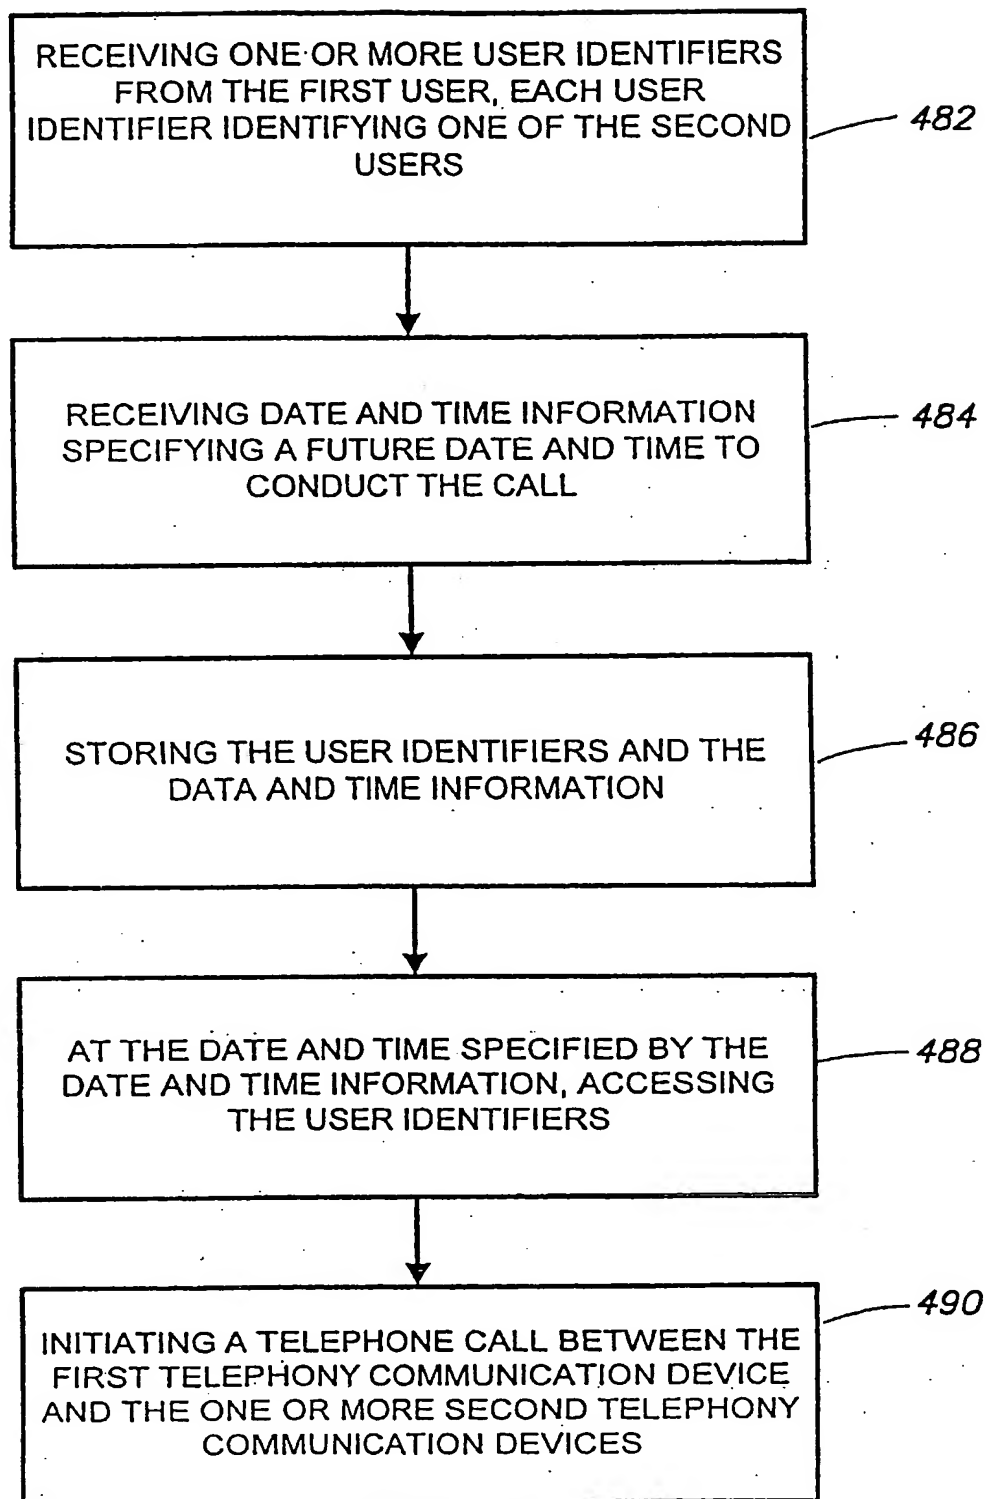 RECEIVING ONE OR MORE USER IDENTIFIERS
FROM THE FIRST USER, EACH USER
IDENTIFIER IDENTIFYING ONE OF THE SECOND
USERS
482
RECEIVING DATE AND TIME INFORMATION
SPECIFYING A FUTURE DATE AND TIME TO
CONDUCT THE CALL
484
STORING THE USER IDENTIFIERS AND THE
DATA AND TIME INFORMATION
486
AT THE DATE AND TIME SPECIFIED BY THE
DATE AND TIME INFORMATION, ACCESSING
THE USER IDENTIFIERS
488
INITIATING A TELEPHONE CALL BETWEEN THE
FIRST TELEPHONY COMMUNICATION DEVICE
AND THE ONE OR MORE SECOND TELEPHONY
COMMUNICATION DEVICES
490